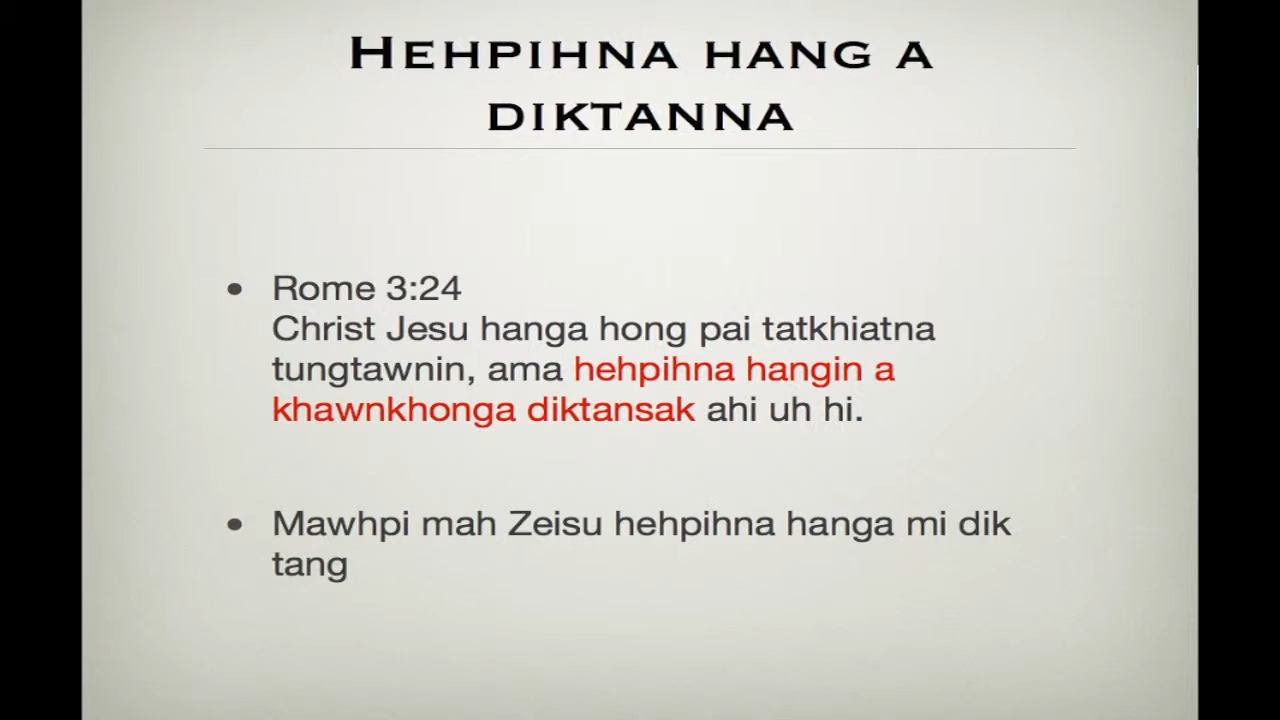 HEHPIHNA HANG A
DIKTANNA
• Rome 3:24
Christ Jesu hanga hong pai tatkhiatna
tungtawnin, ama hehpihna hangin a
khawnkhonga diktansak ahi uh hi.
• Mawhpi mah Zeisu hehpihna hanga mi dik
tang